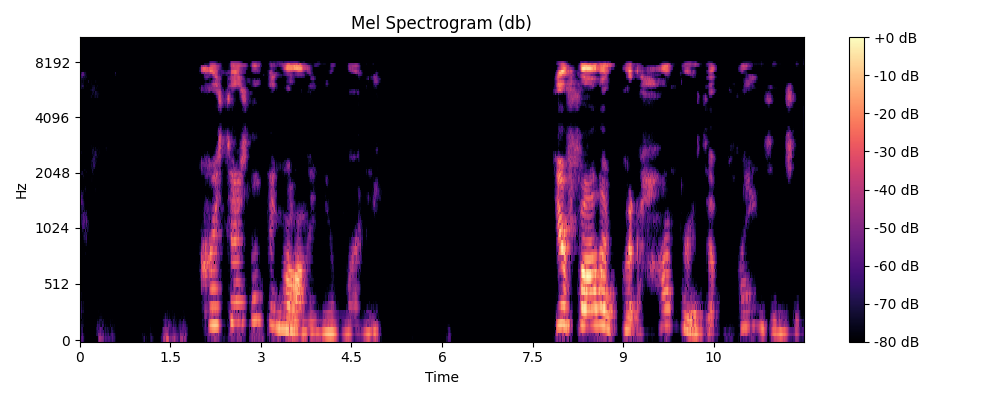 Mel Spectrogram (db)
8192
4096
2048
1024
512
0
Hz
0 1.5 3 4.5 6 7.5 9 10
Time
+0 dB
-10 dB
-20 dB
-30 dB
-40 dB
-50 dB
-60 dB
-70 dB
-80 dB